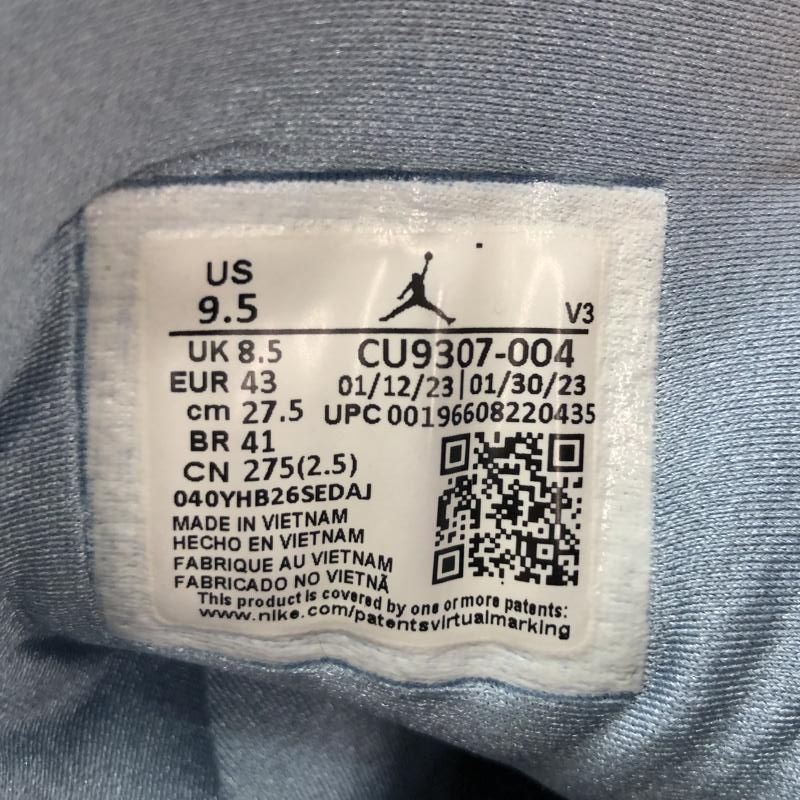 US
9.5
V3
UK 8.5
CU9307-004
EUR 43
01/12/23|01/30/23
cm 27.5
UPC 00196608220435
BR 41
CN 275(2.5)
040YHB26SEDAJ
MADE IN VIETNAM
HECHO EN VIETNAM
FABRIQUE AU VIETNAM
FABRICADO NO VIETNÃ
This product is covered by one or more patents:
www.nike.com/patentsvirtualmarking